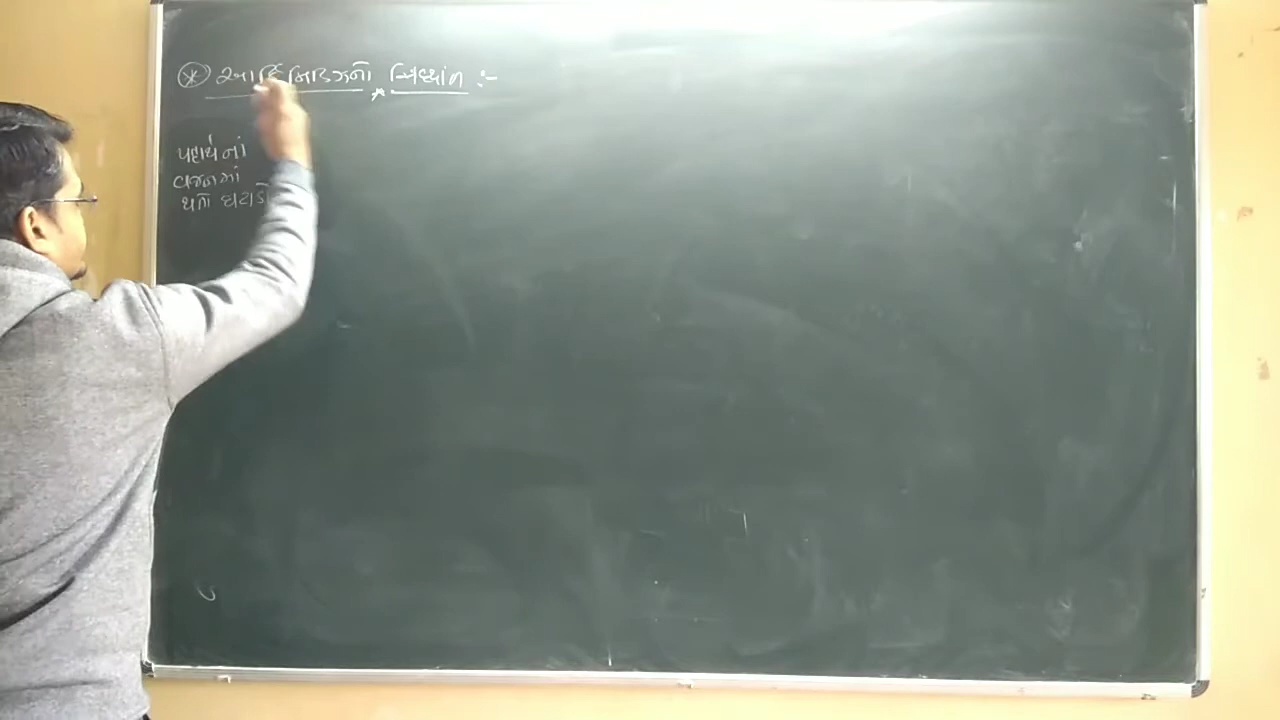 આર્કિમિડિઝનો સિધ્ધાંત :-
પદાર્થનાં
વજનમાં
થતો ઘટાડો